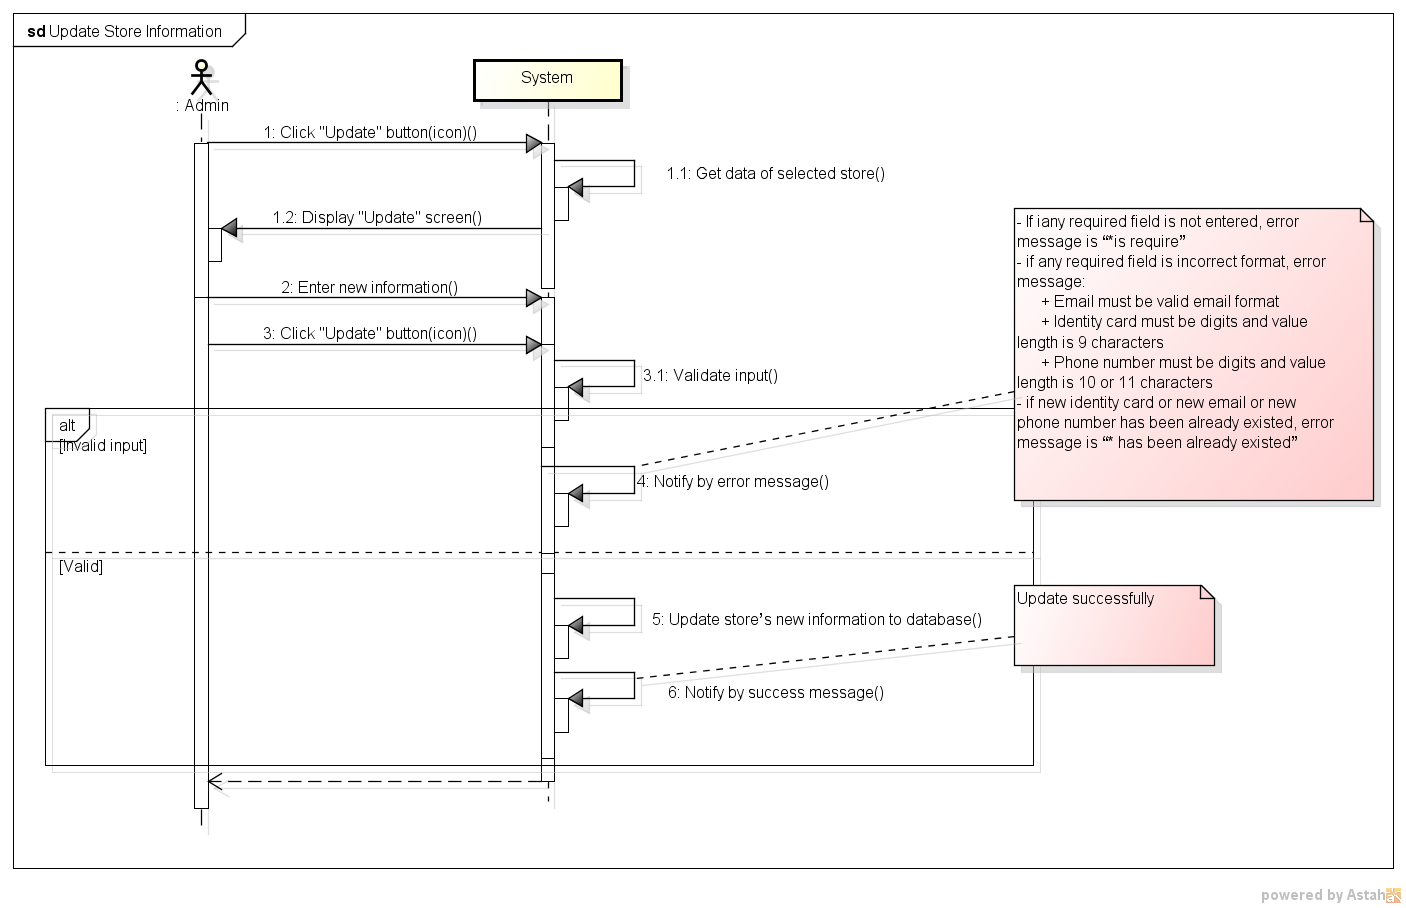 sd Update Store Information
: Admin
System
1: Click "Update" button(icon)()
1.1: Get data of selected store()
1.2: Display "Update" screen()
2: Enter new information()
3: Click "Update" button(icon)()
3.1: Validate input()
- If iany required field is not entered, error
message is “*is require”
- if any required field is incorrect format, error
message:
+ Email must be valid email format
+ Identity card must be digits and value
length is 9 characters
+ Phone number must be digits and value
length is 10 or 11 characters
- if new identity card or new email or new
phone number has been already existed, error
message is “* has been already existed”
alt
[Invalid input]
4: Notify by error message()
[Valid]
Update successfully
5: Update store’s new information to database()
6: Notify by success message()
powered by Astah